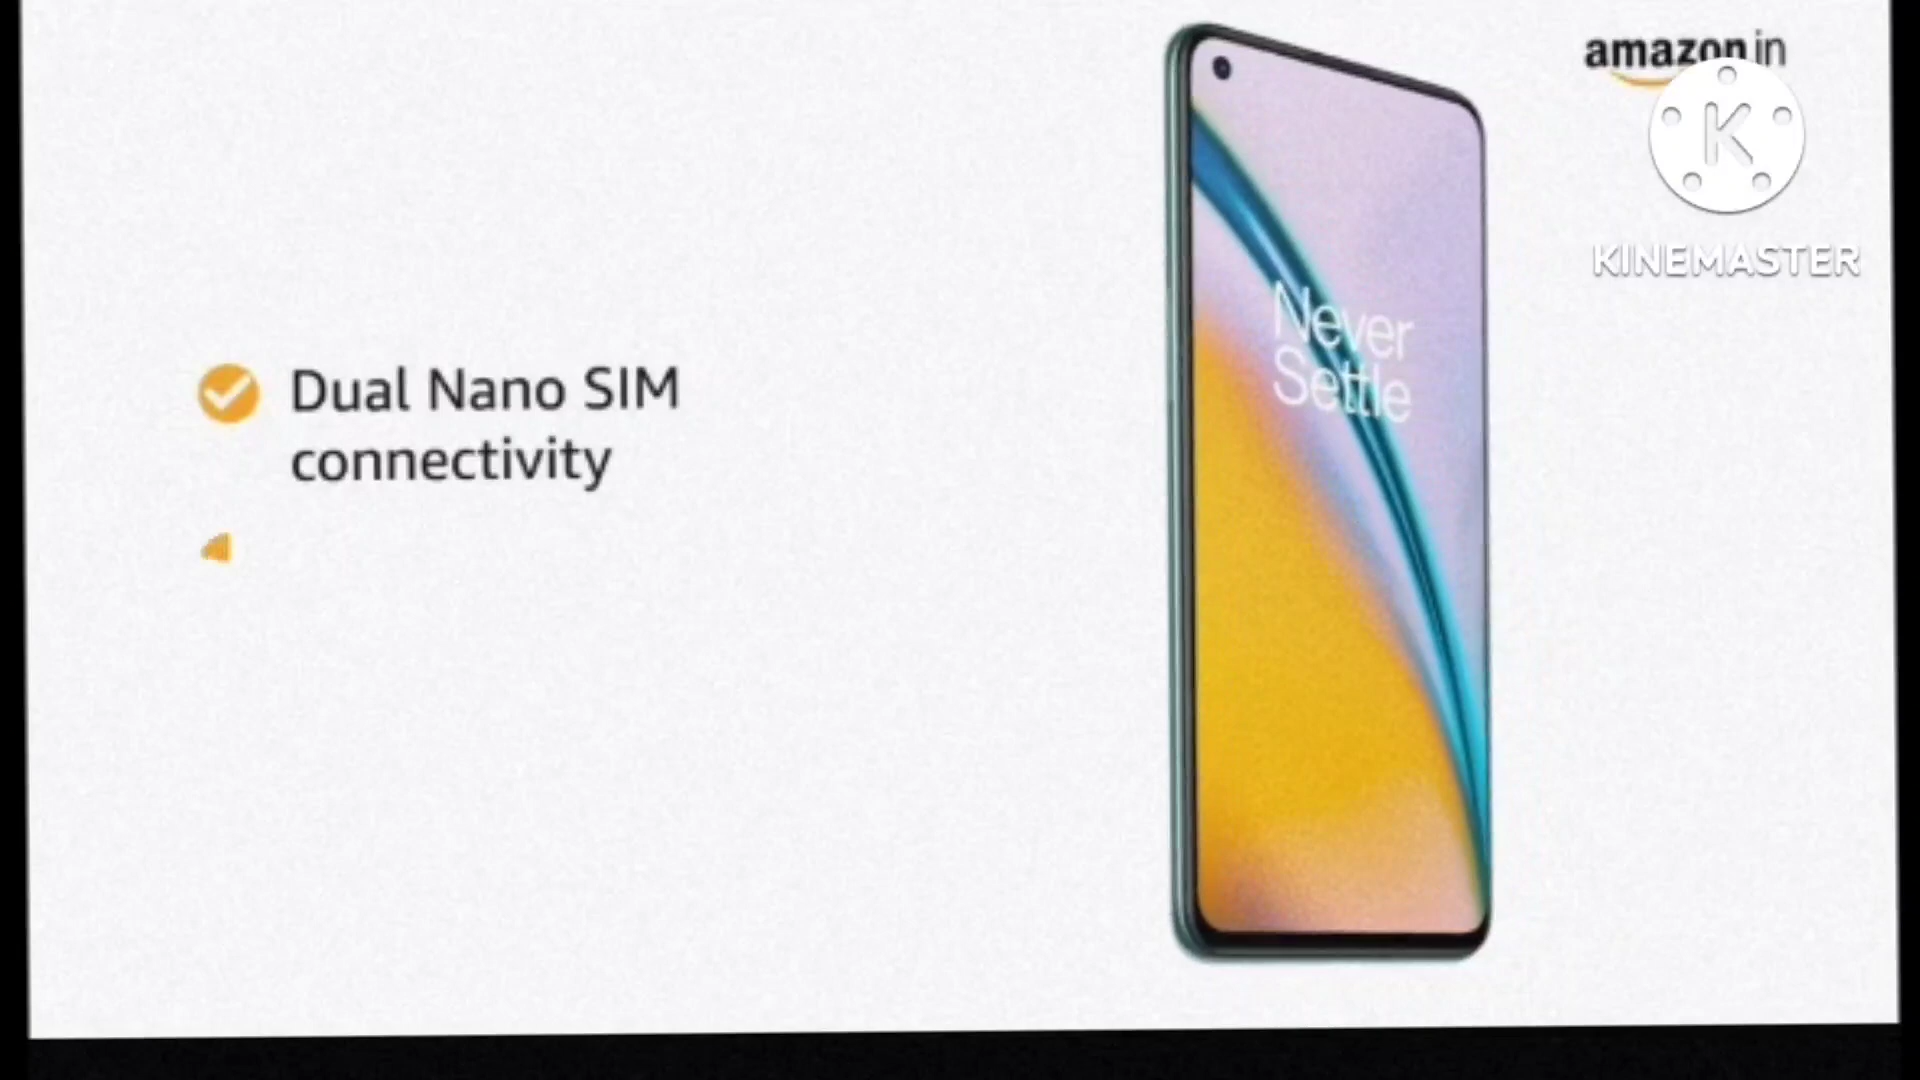 amazon.in
K
KINEMASTER
Never
Settle
Dual Nano SIM
connectivity